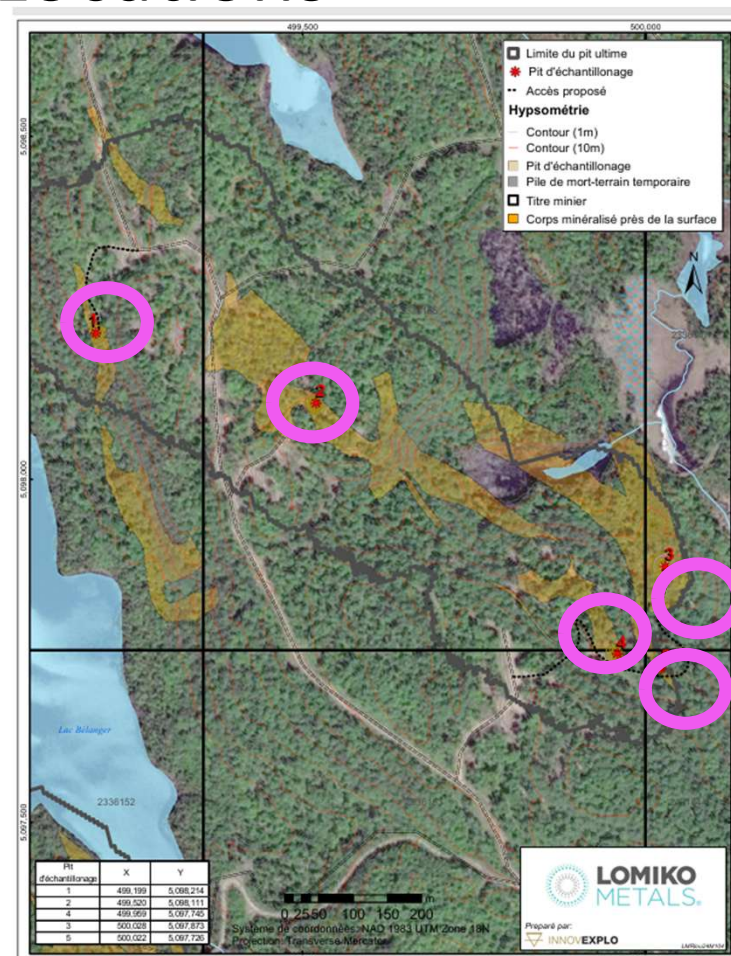 499,500
500,000
5,098,500
5,098,000
5,097,500
Limite du pit ultime
Pit d'échantillonage
Accès proposé
Hypsométrie
Contour (1m)
Contour (10m)
Pit d'échantillonage
Pile de mort-terrain temporaire
Titre minier
Corps minéralisé près de la surface
N
1
2
3
4
Lac Bélanger
2336152
Pit d'échantillonage X Y
1 499,199 5,098,214
2 499,520 5,098,111
4 499,959 5,097,745
3 500,028 5,097,873
5 500,022 5,097,726
0 25 50 100 150 200
m
Système de coordonnées: NAD 1983 UTM Zone 18N
Projection: Transverse Mercator
LOMIKO
METALS
Préparé par:
INNOVEXPLO